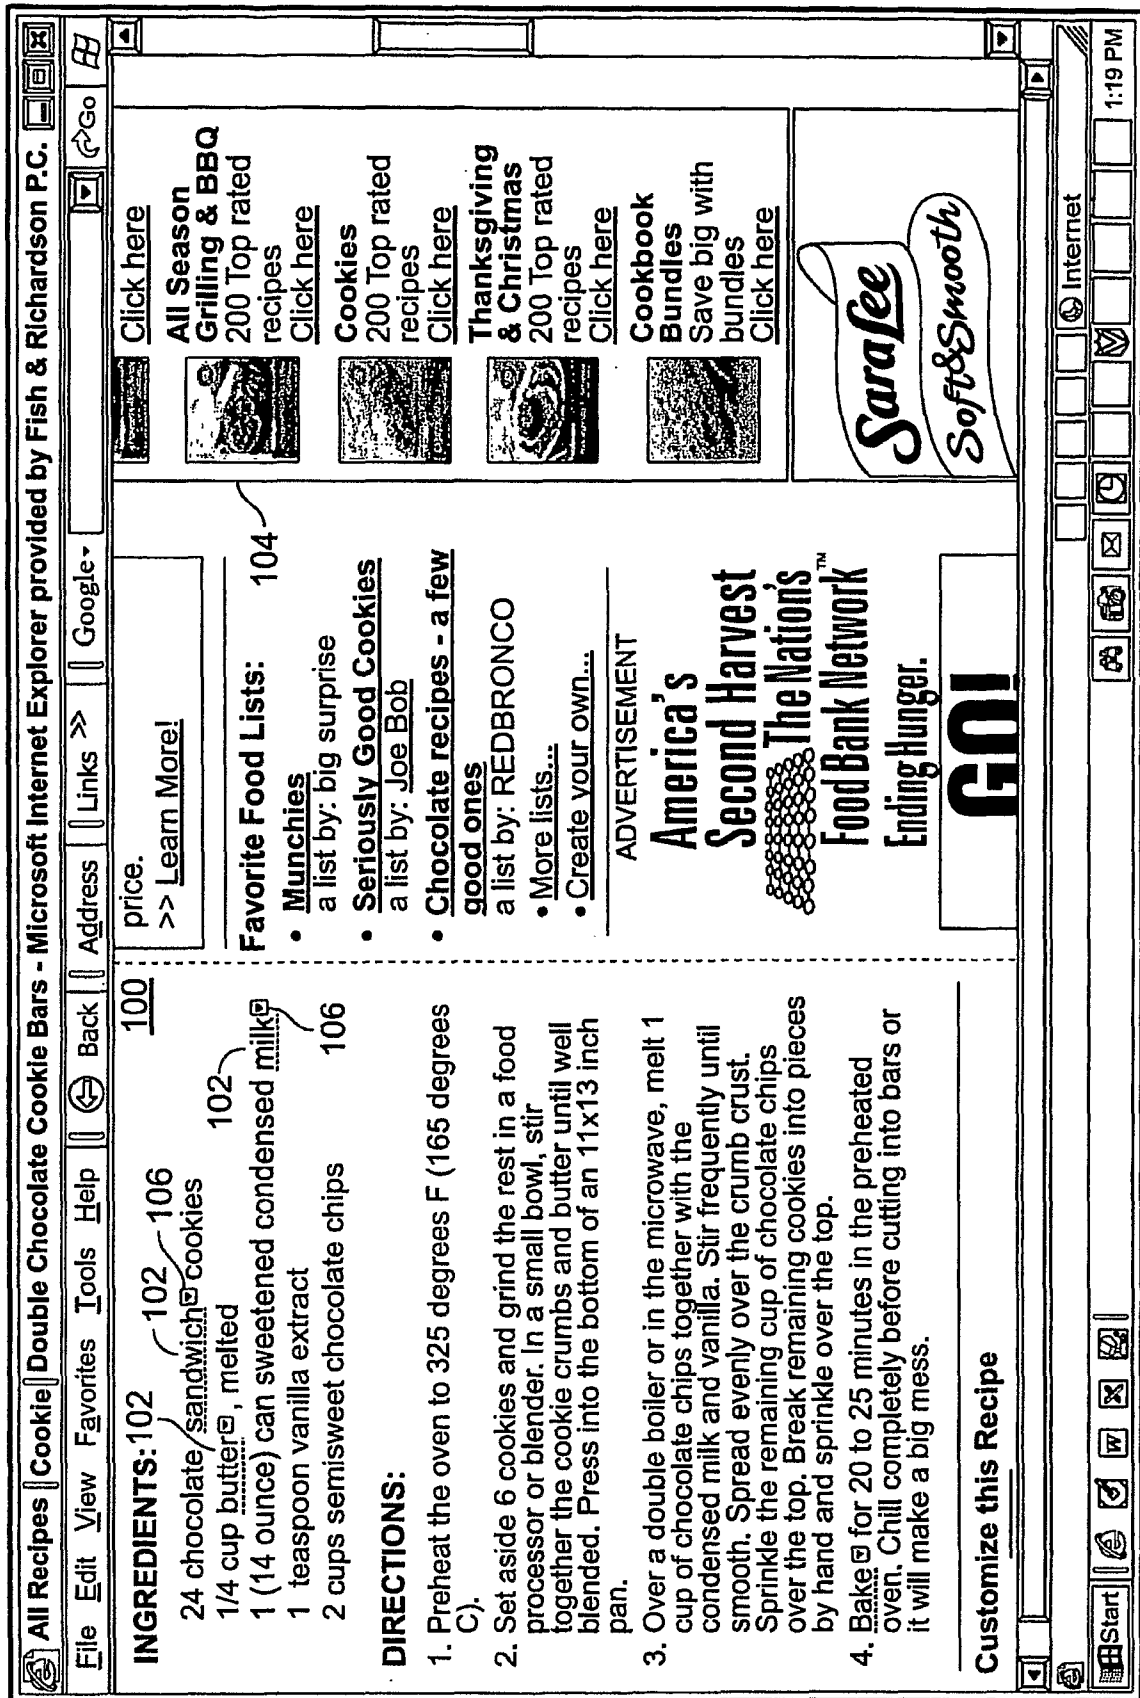 All Recipes | Cookie | Double Chocolate Cookie Bars - Microsoft Internet Explorer provided by Fish & Richardson P.C.
File Edit View Favorites Tools Help Back Address Links >> Google Go
100
INGREDIENTS:
102
102
106
24 chocolate sandwich cookies
1/4 cup butter, melted
102
1 (14 ounce) can sweetened condensed milk
1 teaspoon vanilla extract
106
2 cups semisweet chocolate chips
DIRECTIONS:
1. Preheat the oven to 325 degrees F (165 degrees
C).
2. Set aside 6 cookies and grind the rest in a food
processor or blender. In a small bowl, stir
together the cookie crumbs and butter until well
blended. Press into the bottom of an 11x13 inch
pan.
3. Over a double boiler or in the microwave, melt 1
cup of chocolate chips together with the
condensed milk and vanilla. Stir frequently until
smooth. Spread evenly over the crumb crust.
Sprinkle the remaining cup of chocolate chips
over the top. Break remaining cookies into pieces
by hand and sprinkle over the top.
4. Bake for 20 to 25 minutes in the preheated
oven. Chill completely before cutting into bars or
it will make a big mess.
Customize this Recipe
price.
>> Learn More!
Favorite Food Lists:
• Munchies
a list by: big surprise
• Seriously Good Cookies
a list by: Joe Bob
• Chocolate recipes - a few
good ones
a list by: REDBRONCO
• More lists...
• Create your own...
ADVERTISEMENT
America's
Second Harvest
The Nation's
Food Bank Network™
Ending Hunger.
GO!
104
Click here
All Season
Grilling & BBQ
200 Top rated
recipes
Click here
Cookies
200 Top rated
recipes
Click here
Thanksgiving
& Christmas
200 Top rated
recipes
Click here
Cookbook
Bundles
Save big with
bundles
Click here
Sara Lee
Soft & Smooth
Internet
Start
W
1:19 PM